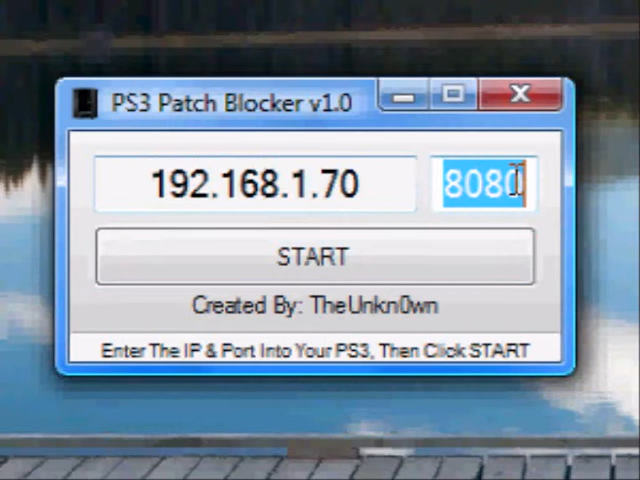 PS3 Patch Blocker v1.0
192.168.1.70 8080
START
Created By: TheUnkn0wn
Enter The IP & Port Into Your PS3, Then Click START